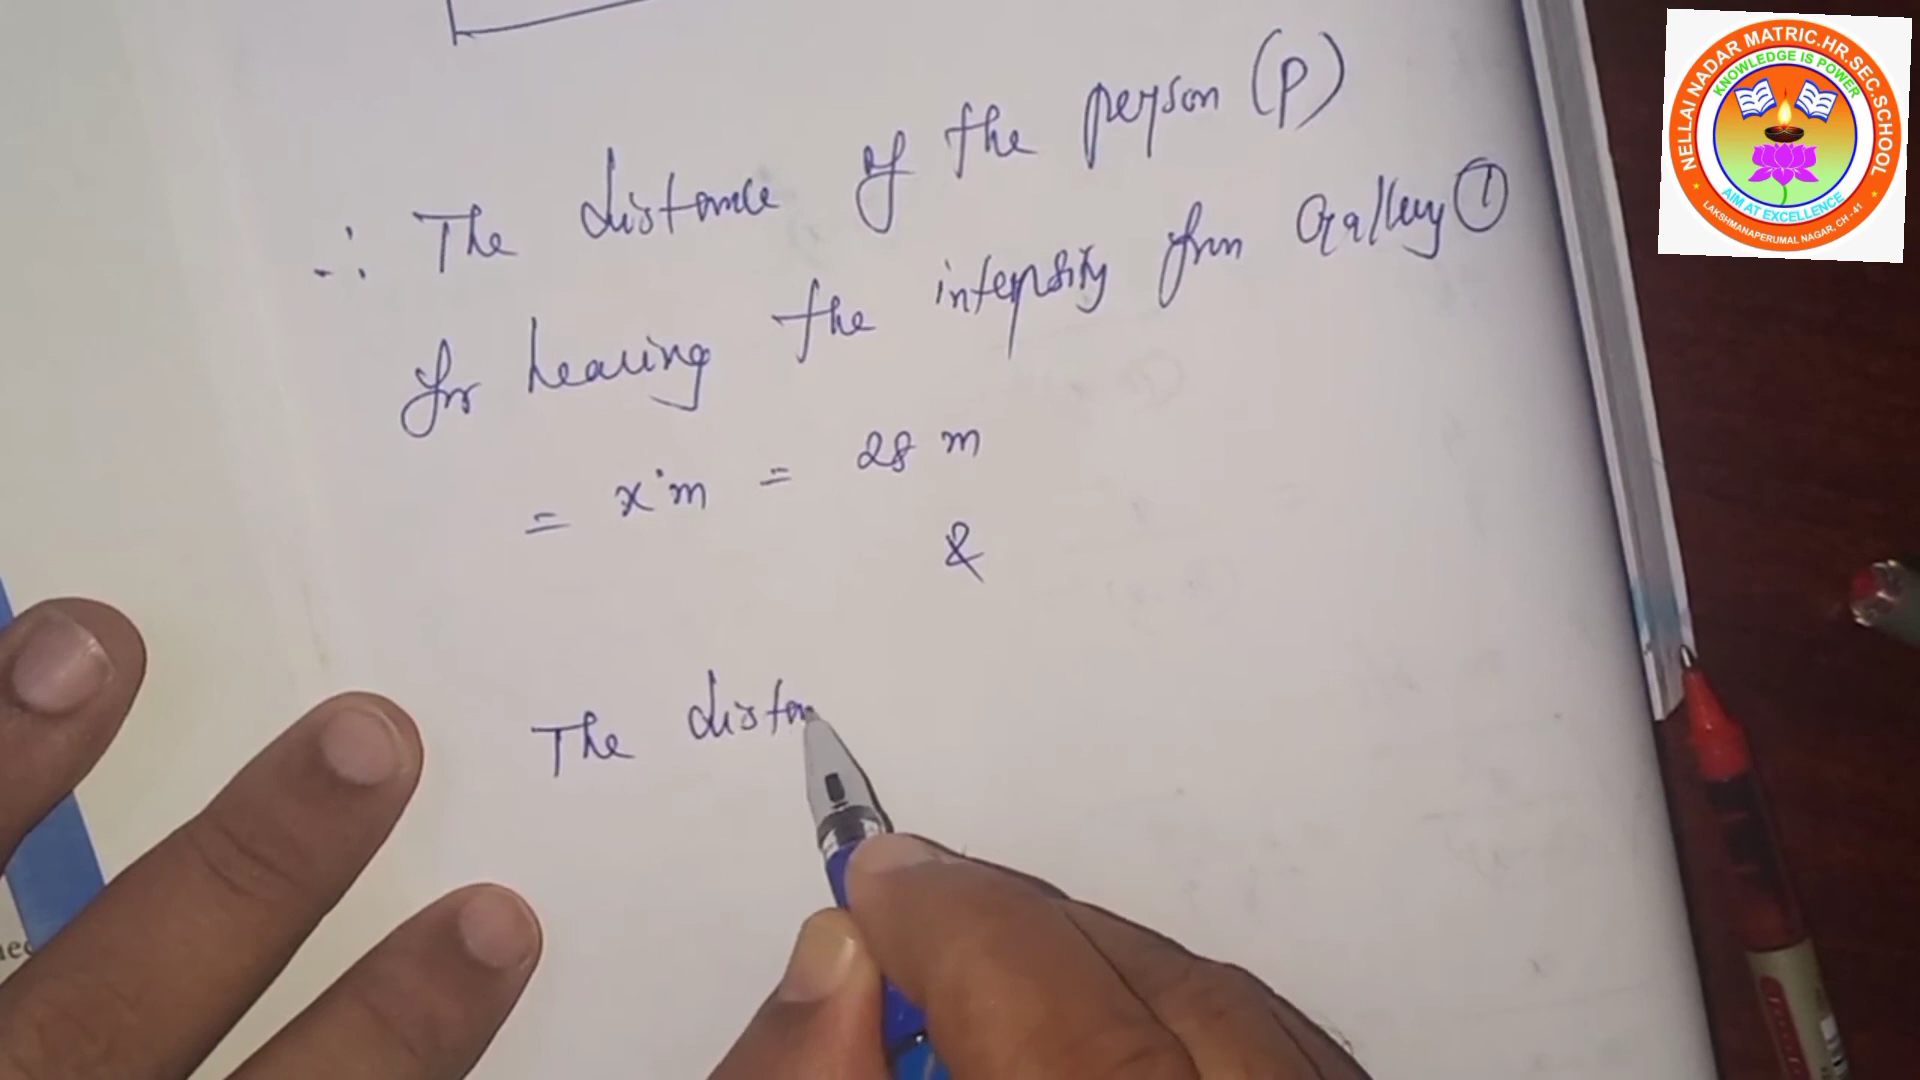 ∴ The distance of the person (P)
for hearing the intensity from Gallery ①
= x m = 28 m
&
The distan
NELLAI NADAR MATRIC.HR.SEC.SCHOOL
KNOWLEDGE IS POWER
AIM AT EXCELLENCE
LAKSHMANAPERUMAL NAGAR, CH - 41